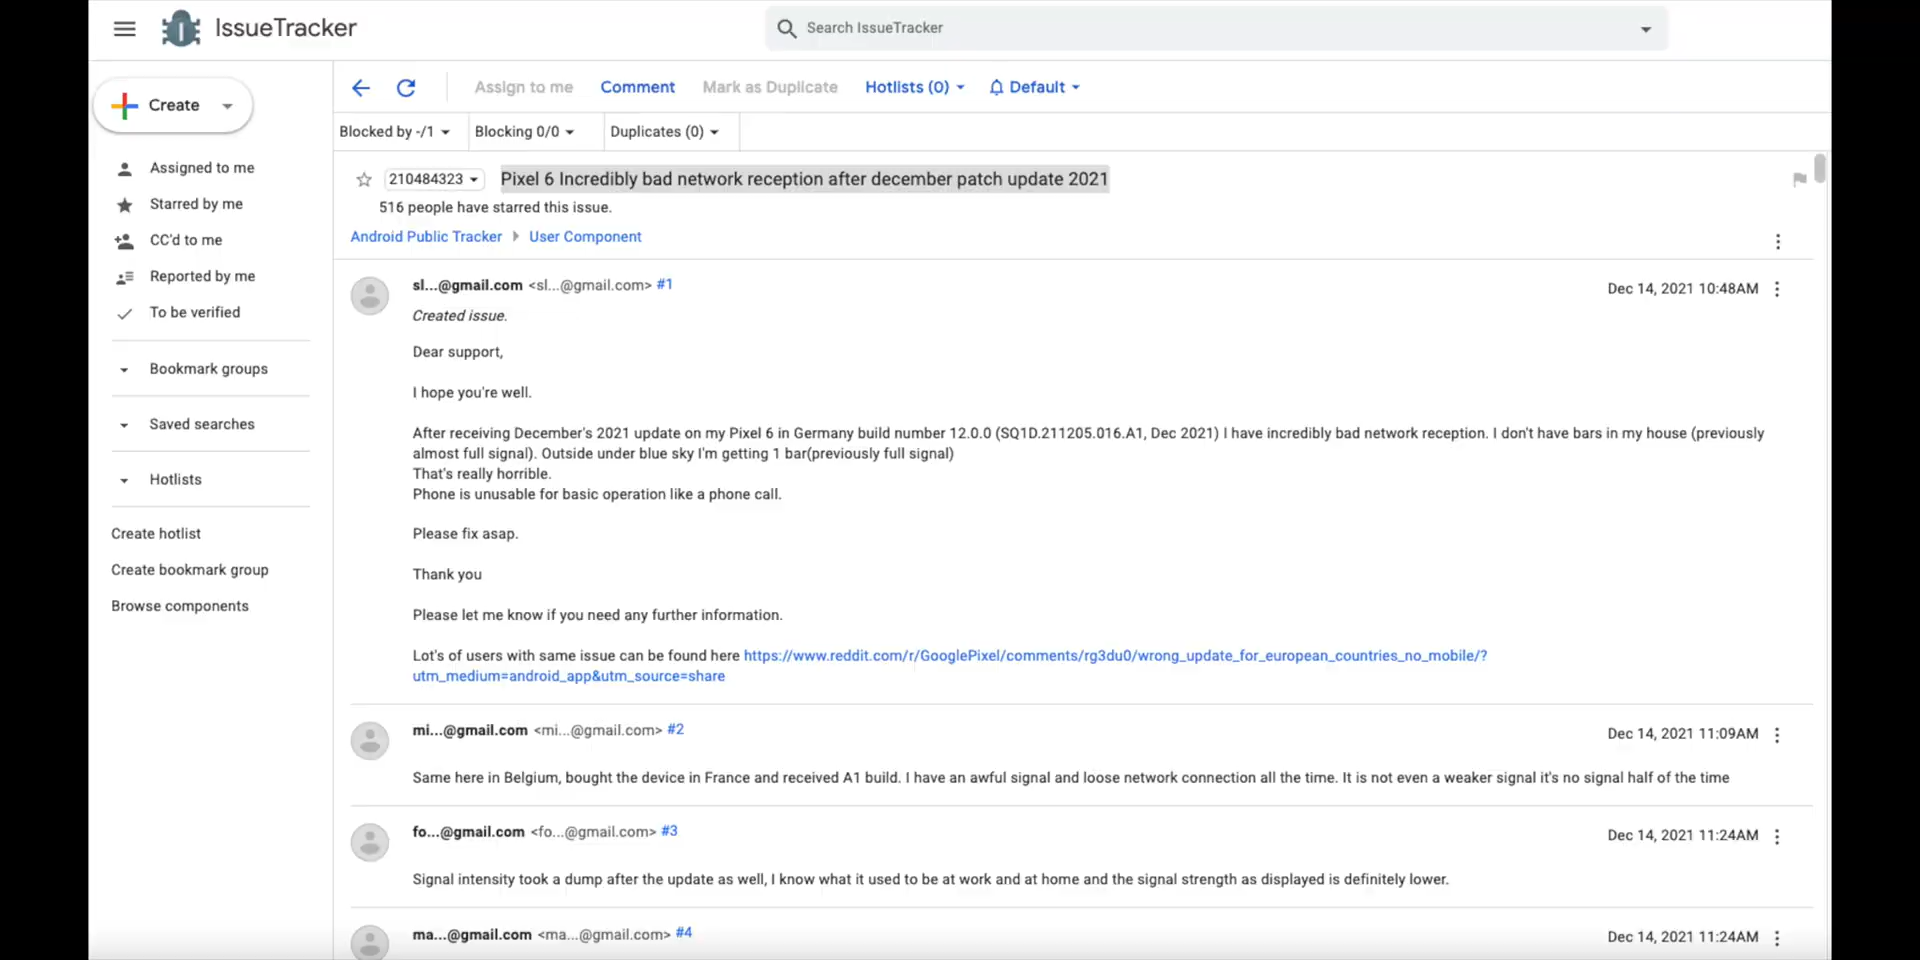 IssueTracker
Search IssueTracker
Create
Assign to me
Comment
Mark as Duplicate
Hotlists (0)
Default
Blocked by -/1
Blocking 0/0
Duplicates (0)
Assigned to me
Starred by me
CC'd to me
Reported by me
To be verified
Bookmark groups
Saved searches
Hotlists
Create hotlist
Create bookmark group
Browse components
210484323
Pixel 6 Incredibly bad network reception after december patch update 2021
516 people have starred this issue.
Android Public Tracker
User Component
sl...@gmail.com <sl...@gmail.com> #1
Dec 14, 2021 10:48AM
Created issue.
Dear support,
I hope you're well.
After receiving December's 2021 update on my Pixel 6 in Germany build number 12.0.0 (SQ1D.211205.016.A1, Dec 2021) I have incredibly bad network reception. I don't have bars in my house (previously
almost full signal). Outside under blue sky I'm getting 1 bar(previously full signal)
That's really horrible.
Phone is unusable for basic operation like a phone call.
Please fix asap.
Thank you
Please let me know if you need any further information.
Lot's of users with same issue can be found here https://www.reddit.com/r/GooglePixel/comments/rg3du0/wrong_update_for_european_countries_no_mobile/?
utm_medium=android_app&utm_source=share
mi...@gmail.com <mi...@gmail.com> #2
Dec 14, 2021 11:09AM
Same here in Belgium, bought the device in France and received A1 build. I have an awful signal and loose network connection all the time. It is not even a weaker signal it's no signal half of the time
fo...@gmail.com <fo...@gmail.com> #3
Dec 14, 2021 11:24AM
Signal intensity took a dump after the update as well, I know what it used to be at work and at home and the signal strength as displayed is definitely lower.
ma...@gmail.com <ma...@gmail.com> #4
Dec 14, 2021 11:24AM